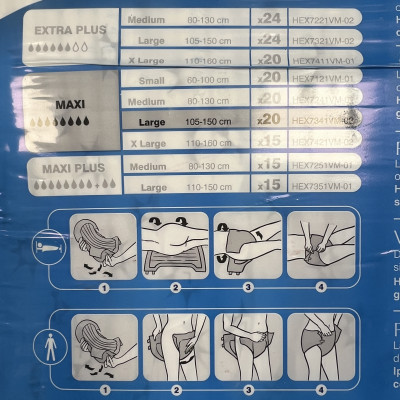 EXTRA PLUS
Medium 80-130 cm x24 HEX7221VM-02
Large 105-150 cm x24 HEX7321VM-02
X Large 110-160 cm x20 HEX7411VM-01
MAXI
Small 60-100 cm x20 HEX7121VM-01
Medium 80-130 cm x20
Large 105-150 cm x20
X Large 110-160 cm x15
MAXI PLUS
Medium 80-130 cm x15 HEX7251VM-01
Large 110-150 cm x15 HEX7351VM-01
1 2 3 4
1 2 3 4